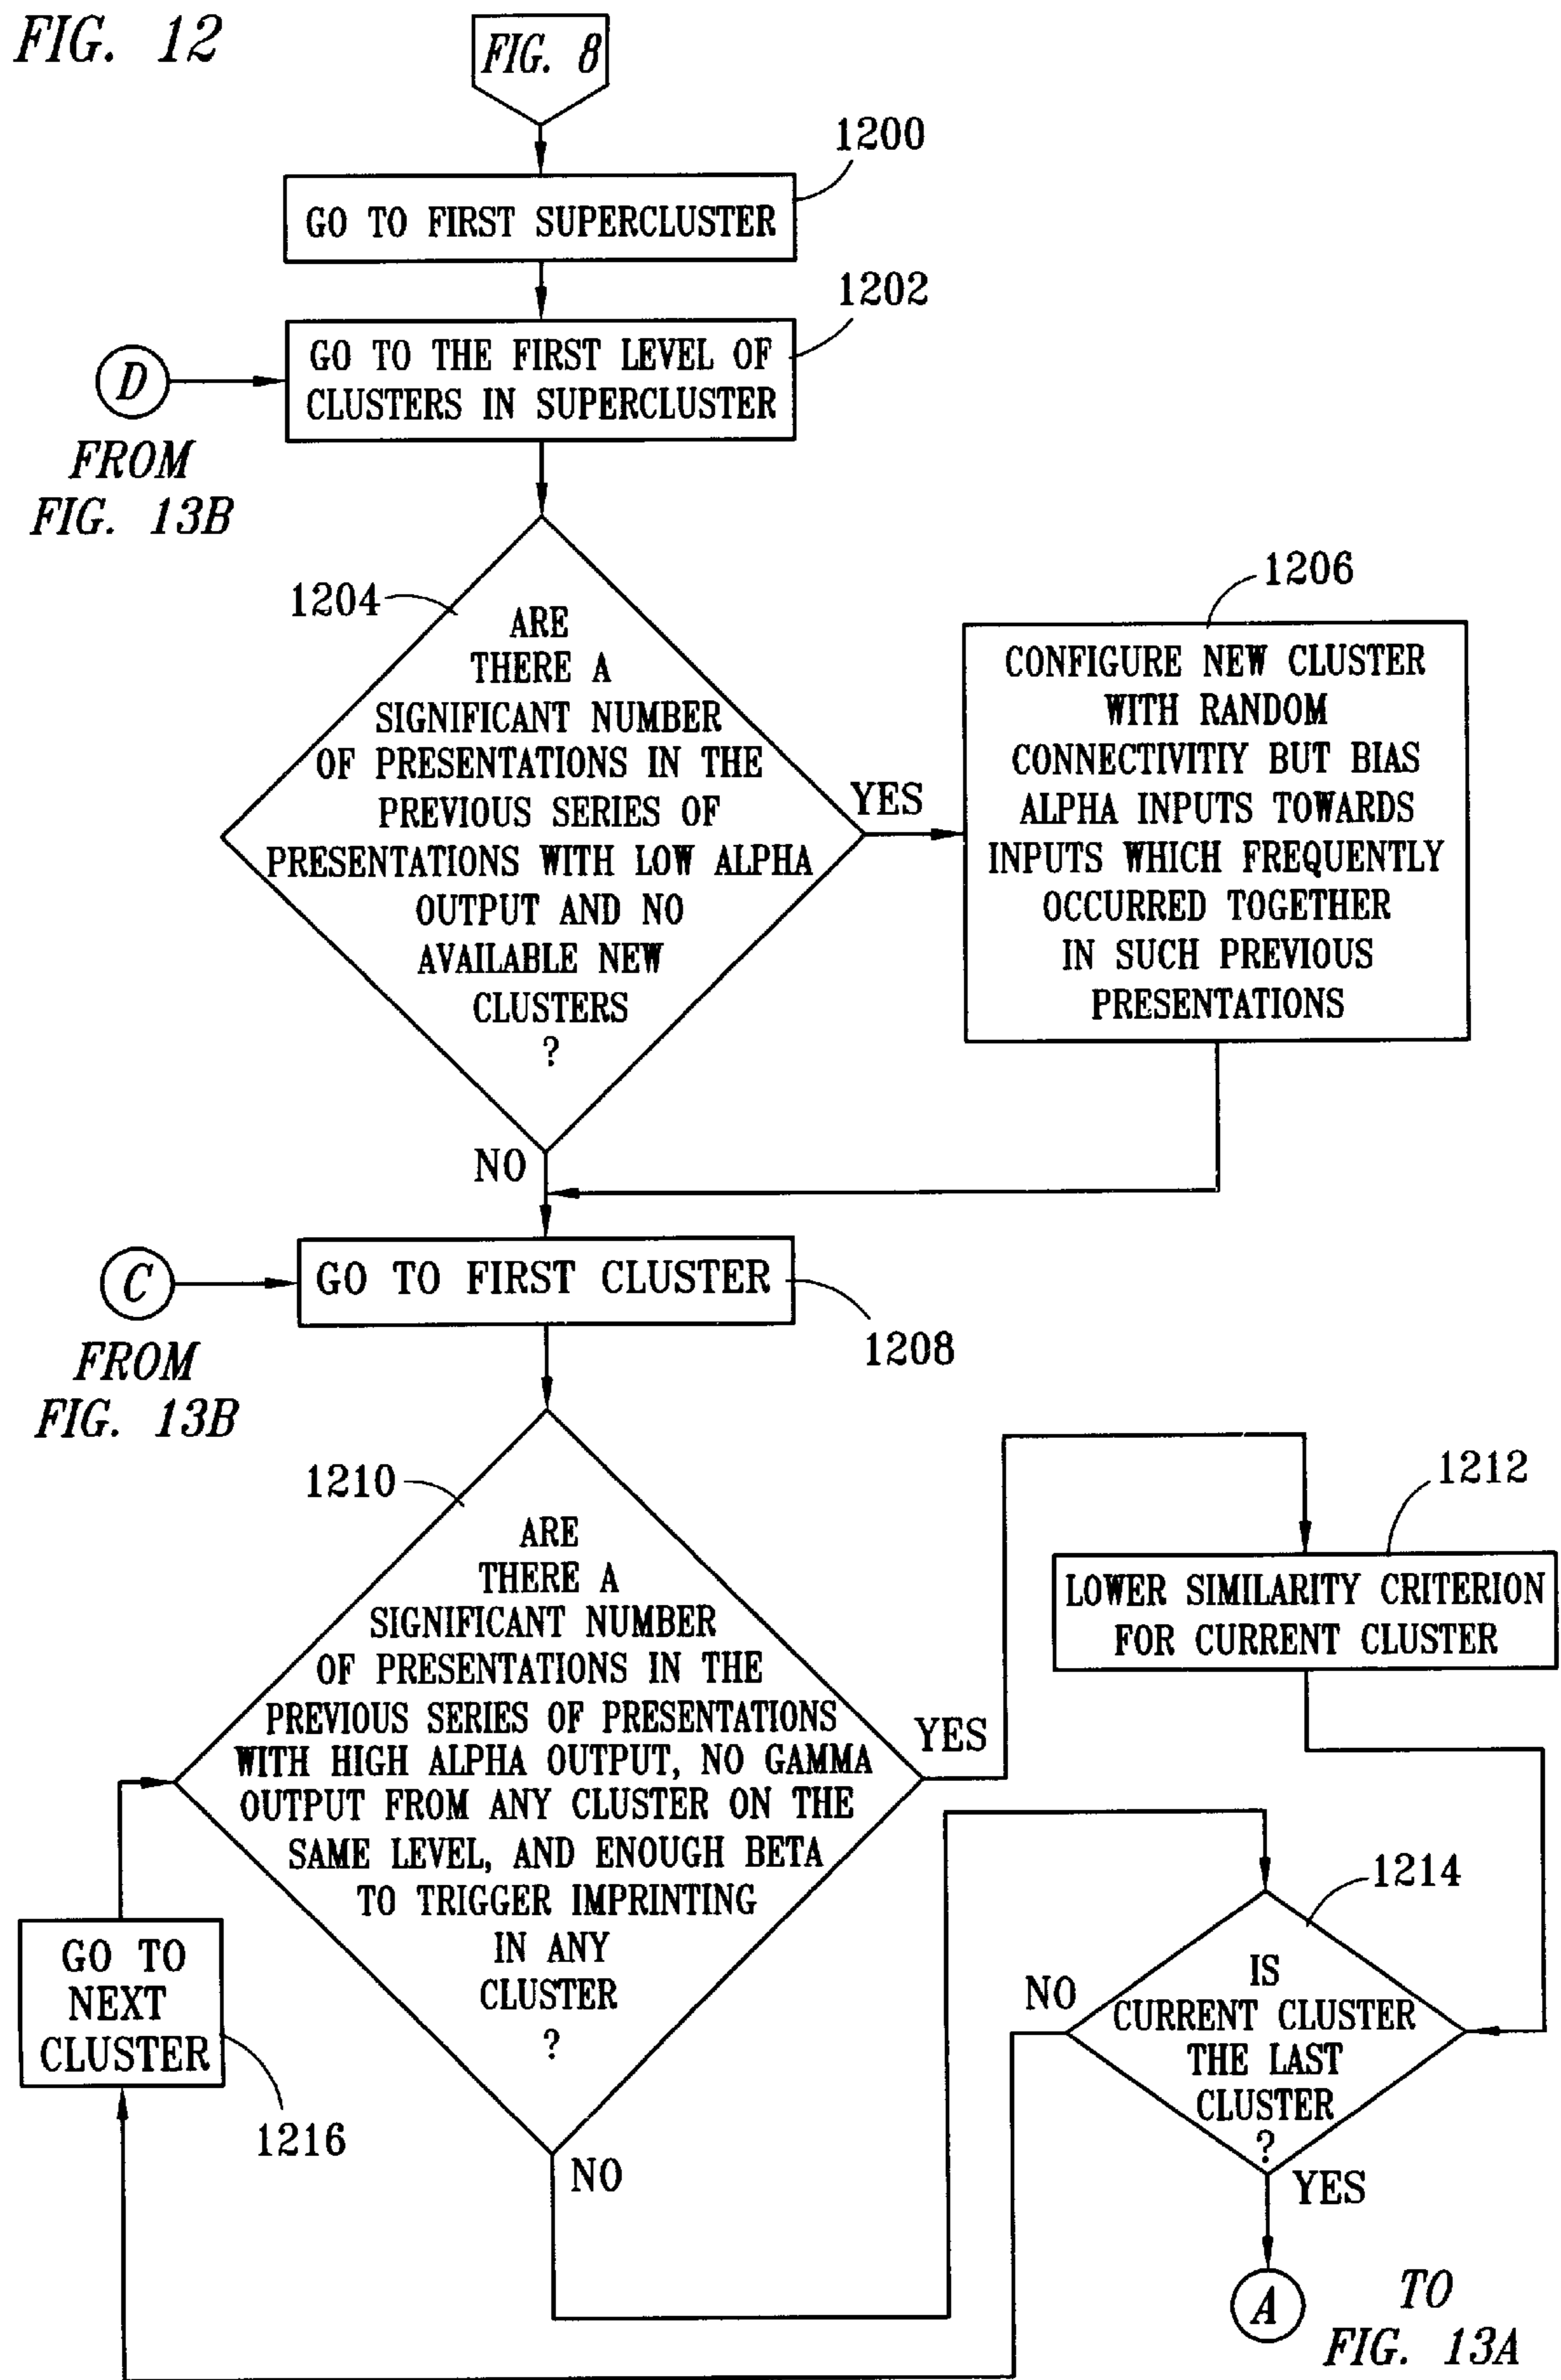 FIG. 12
FIG. 8
1200
GO TO FIRST SUPERCLUSTER
1202
GO TO THE FIRST LEVEL OF
CLUSTERS IN SUPERCLUSTER
D
FROM
FIG. 13B
1204
ARE
THERE A
SIGNIFICANT NUMBER
OF PRESENTATIONS IN THE
PREVIOUS SERIES OF
PRESENTATIONS WITH LOW ALPHA
OUTPUT AND NO
AVAILABLE NEW
CLUSTERS
?
YES
1206
CONFIGURE NEW CLUSTER
WITH RANDOM
CONNECTIVITIY BUT BIAS
ALPHA INPUTS TOWARDS
INPUTS WHICH FREQUENTLY
OCCURRED TOGETHER
IN SUCH PREVIOUS
PRESENTATIONS
NO
C
FROM
FIG. 13B
GO TO FIRST CLUSTER
1208
1210
ARE
THERE A
SIGNIFICANT NUMBER
OF PRESENTATIONS IN THE
PREVIOUS SERIES OF PRESENTATIONS
WITH HIGH ALPHA OUTPUT, NO GAMMA
OUTPUT FROM ANY CLUSTER ON THE
SAME LEVEL, AND ENOUGH BETA
TO TRIGGER IMPRINTING
IN ANY
CLUSTER
?
YES
1212
LOWER SIMILARITY CRITERION
FOR CURRENT CLUSTER
1214
IS
CURRENT CLUSTER
THE LAST
CLUSTER
?
NO
GO TO
NEXT
CLUSTER
1216
NO
YES
A
TO
FIG. 13A